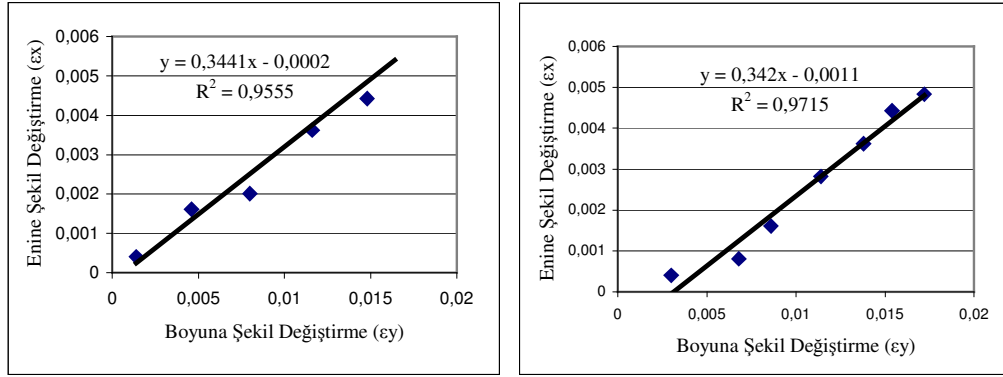 0,006
0,005
0,004
0,003
0,002
0,001
0
Enine Şekil Değiştirme (εx)
y = 0,3441x - 0,0002
R² = 0,9555
0 0,005 0,01 0,015 0,02
Boyuna Şekil Değiştirme (εy)
0,006
0,005
0,004
0,003
0,002
0,001
0
Enine Şekil Değiştirme (εx)
y = 0,342x - 0,0011
R² = 0,9715
0 0,005 0,01 0,015 0,02
Boyuna Şekil Değiştirme (εy)